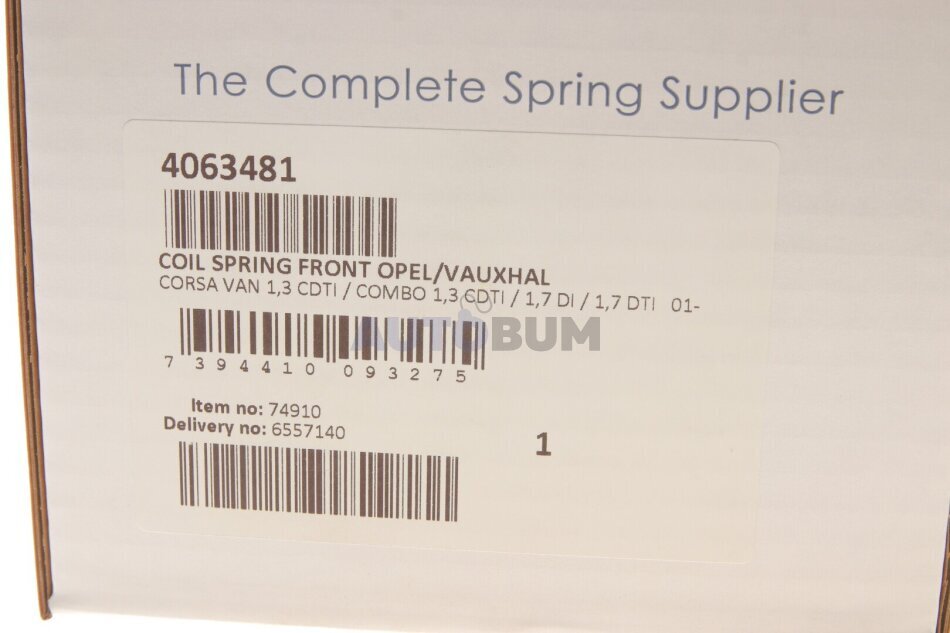 The Complete Spring Supplier
4063481
COIL SPRING FRONT OPEL/VAUXHAL
CORSA VAN 1,3 CDTI / COMBO 1,3 CDTI / 1,7 DI / 1,7 DTI 01-
AUTOBUM
7 394410 093275
Item no: 74910
Delivery no: 6557140
1